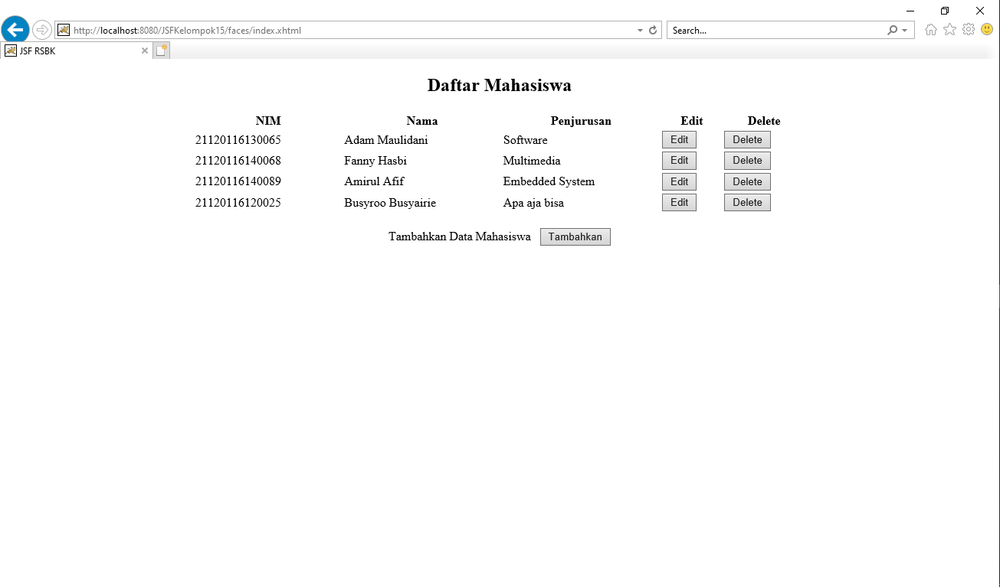 http://localhost:8080/JSFKelompok15/faces/index.xhtml
Search...
JSF RSBK
Daftar Mahasiswa
NIM Nama Penjurusan Edit Delete
21120116130065 Adam Maulidani Software Edit Delete
21120116140068 Fanny Hasbi Multimedia Edit Delete
21120116140089 Amirul Afif Embedded System Edit Delete
21120116120025 Busyroo Busyairie Apa aja bisa Edit Delete
Tambahkan Data Mahasiswa Tambahkan